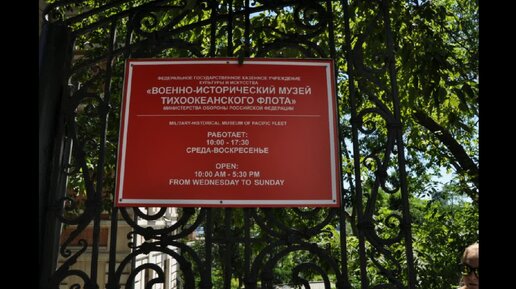 ФЕДЕРАЛЬНОЕ ГОСУДАРСТВЕННОЕ КАЗЕННОЕ УЧРЕЖДЕНИЕ
КУЛЬТУРЫ И ИСКУССТВА
«ВОЕННО-ИСТОРИЧЕСКИЙ МУЗЕЙ
ТИХООКЕАНСКОГО ФЛОТА»
МИНИСТЕРСТВА ОБОРОНЫ РОССИЙСКОЙ ФЕДЕРАЦИИ
MILITARY-HISTORICAL MUSEUM OF PACIFIC FLEET
РАБОТАЕТ:
10:00 - 17:30
СРЕДА-ВОСКРЕСЕНЬЕ
OPEN:
10:00 AM - 5:30 PM
FROM WEDNESDAY TO SUNDAY